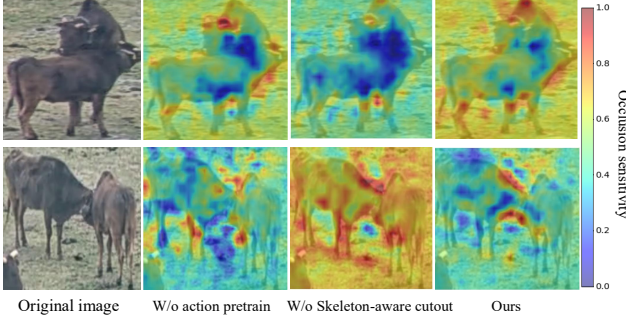 1.0
0.8
0.6
0.4
0.2
0.0
Occlusion sensitivity
Original image
W/o action pretrain
W/o Skeleton-aware cutout
Ours